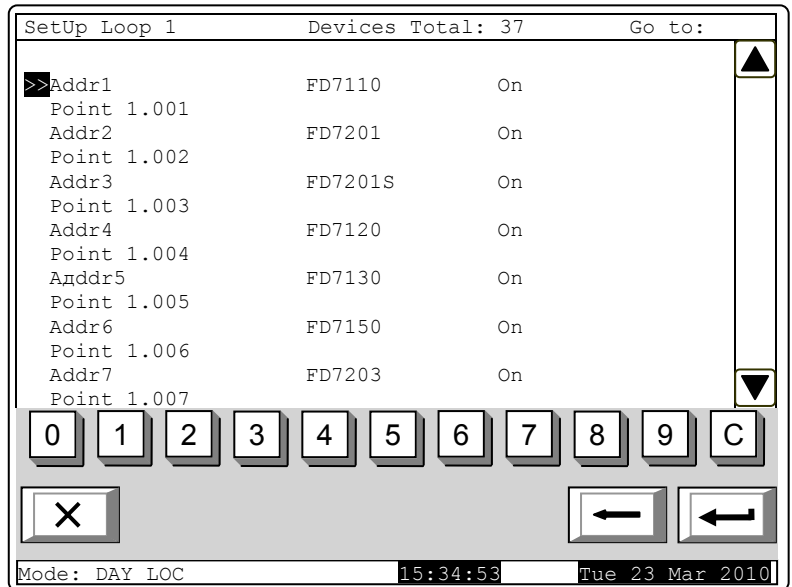 SetUp Loop 1 Devices Total: 37 Go to:
>>Addr1 FD7110 On
Point 1.001
Addr2 FD7201 On
Point 1.002
Addr3 FD7201S On
Point 1.003
Addr4 FD7120 On
Point 1.004
Aдddr5 FD7130 On
Point 1.005
Addr6 FD7150 On
Point 1.006
Addr7 FD7203 On
Point 1.007
0 1 2 3 4 5 6 7 8 9 C
Mode: DAY LOC 15:34:53 Tue 23 Mar 2010